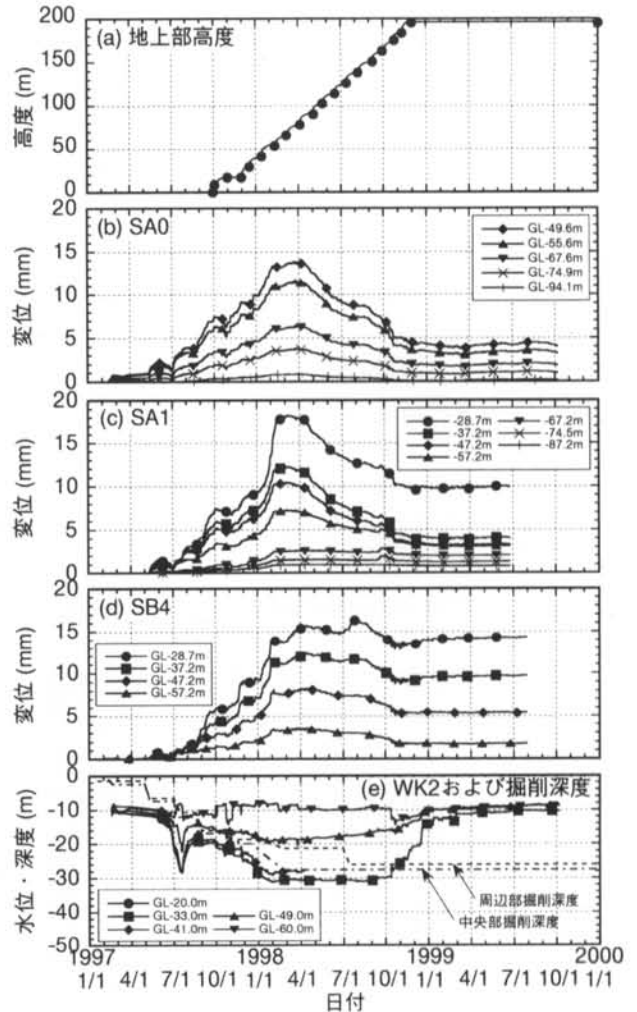 (a) 地上部高度
高度 (m)
200
150
100
50
0
(b) SA0
変位 (mm)
20
15
10
5
0
GL-49.6m
GL-55.6m
GL-67.6m
GL-74.9m
GL-94.1m
(c) SA1
変位 (mm)
20
15
10
5
0
-28.7m
-37.2m
-47.2m
-57.2m
-67.2m
-74.5m
-87.2m
(d) SB4
変位 (mm)
20
15
10
5
0
GL-28.7m
GL-37.2m
GL-47.2m
GL-57.2m
(e) WK2および掘削深度
水位・深度 (m)
0
-10
-20
-30
-40
-50
GL-20.0m
GL-33.0m
GL-41.0m
GL-49.0m
GL-60.0m
周辺部掘削深度
中央部掘削深度
1997 1998 1999 2000
1/1 4/1 7/1 10/1 1/1 4/1 7/1 10/1 1/1 4/1 7/1 10/1 1/1
日付